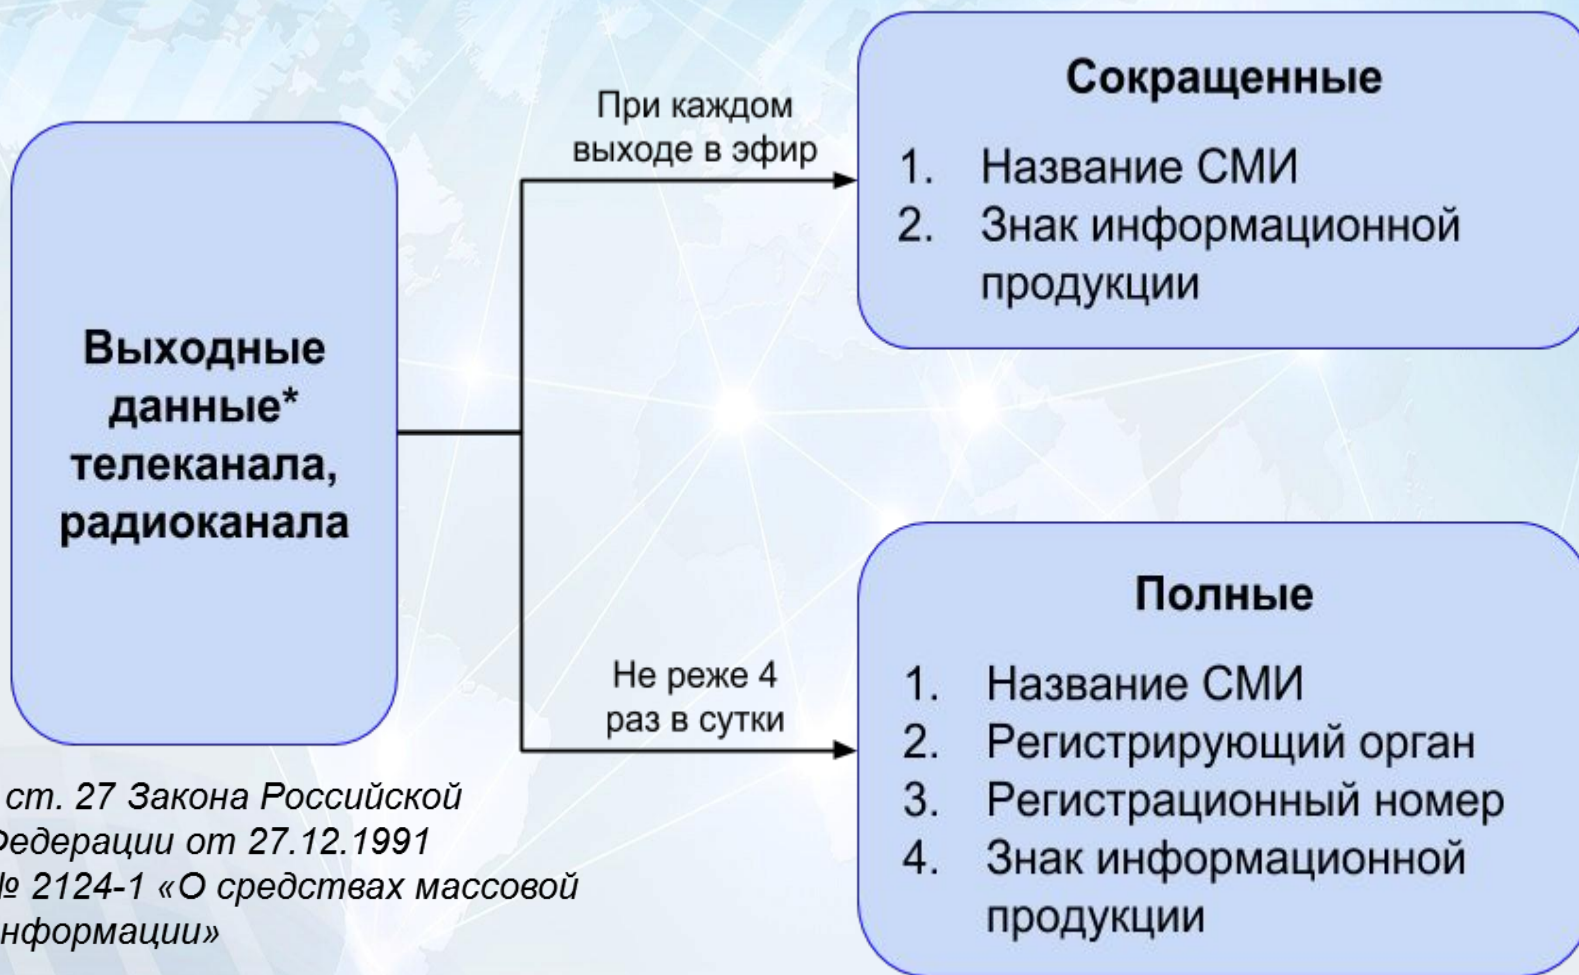 Выходные
данные*
телеканала,
радиоканала
При каждом
выходе в эфир
Сокращенные
1. Название СМИ
2. Знак информационной
продукции
Не реже 4
раз в сутки
Полные
1. Название СМИ
2. Регистрирующий орган
3. Регистрационный номер
4. Знак информационной
продукции
ст. 27 Закона Российской
Федерации от 27.12.1991
№ 2124-1 «О средствах массовой
нформации»